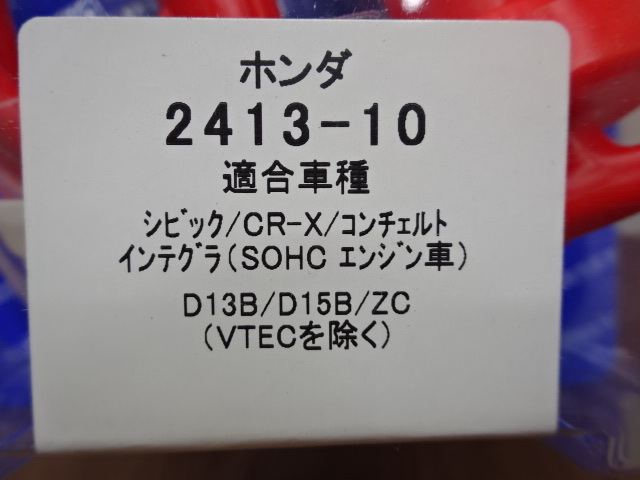 ホンダ
2413-10
適合車種
ｼﾋﾞｯｸ/CR-X/ｺﾝﾁｪﾙﾄ
ｲﾝﾃｸﾞﾗ(SOHC ｴﾝｼﾞﾝ車)
D13B/D15B/ZC
(VTECを除く)